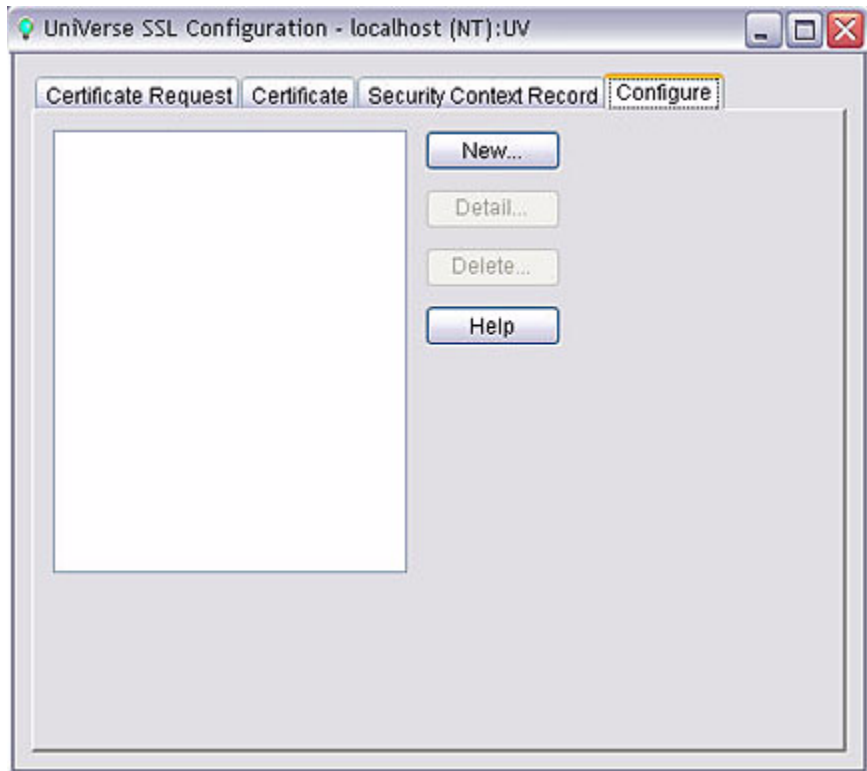 UniVerse SSL Configuration - localhost (NT):UV
Certificate Request Certificate Security Context Record Configure
New...
Detail...
Delete...
Help